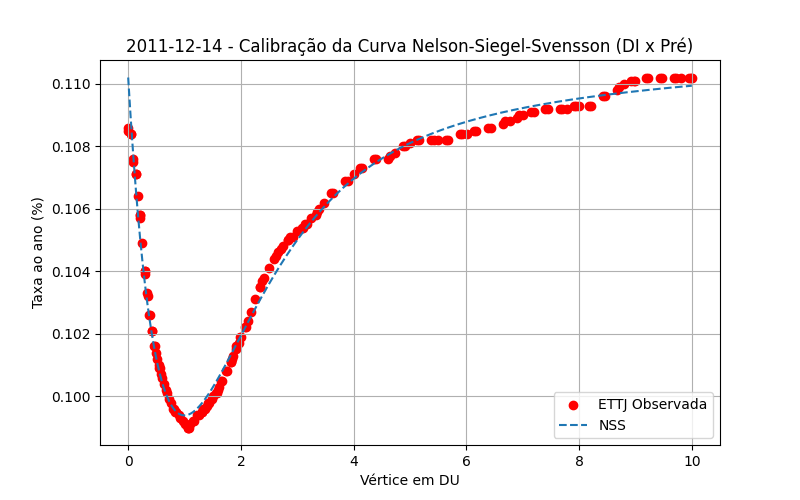 2011-12-14 - Calibração da Curva Nelson-Siegel-Svensson (DI x Pré)
Taxa ao ano (%)
0.110
0.108
0.106
0.104
0.102
0.100
0 2 4 6 8 10
Vértice em DU
ETTJ Observada
NSS